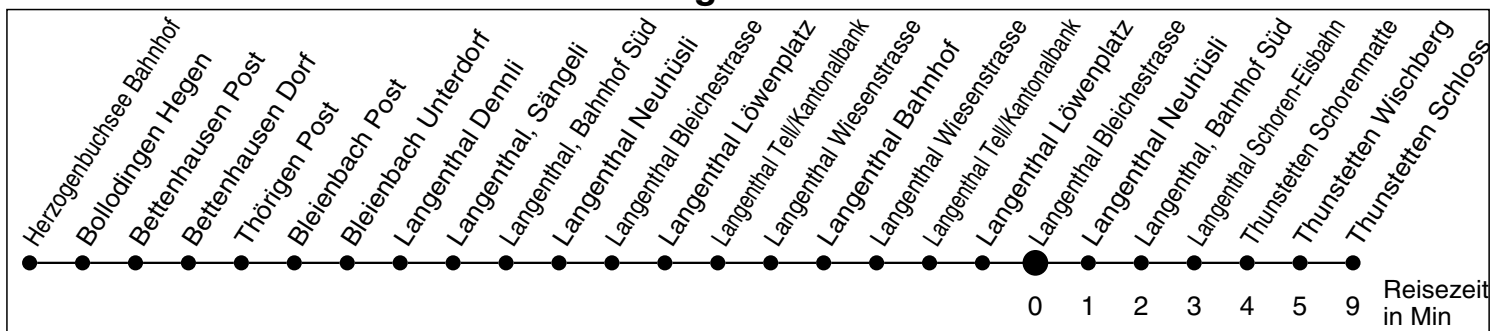 Herzogenbuchsee Bahnhof
Bollodingen Hegen
Bettenhausen Post
Bettenhausen Dorf
Thörigen Post
Bleienbach Post
Bleienbach Unterdorf
Langenthal Dennli
Langenthal, Sängeli
Langenthal, Bahnhof Süd
Langenthal Neuhüsli
Langenthal Bleichestrasse
Langenthal Löwenplatz
Langenthal Tell/Kantonalbank
Langenthal Wiesenstrasse
Langenthal Bahnhof
Langenthal Wiesenstrasse
Langenthal Tell/Kantonalbank
Langenthal Löwenplatz
Langenthal Bleichestrasse
Langenthal Neuhüsli
Langenthal, Bahnhof Süd
Langenthal Schoren-Eisbahn
Thunstetten Schorenmatte
Thunstetten Wischberg
Thunstetten Schloss
0 1 2 3 4 5 9
Reisezeit
in Min